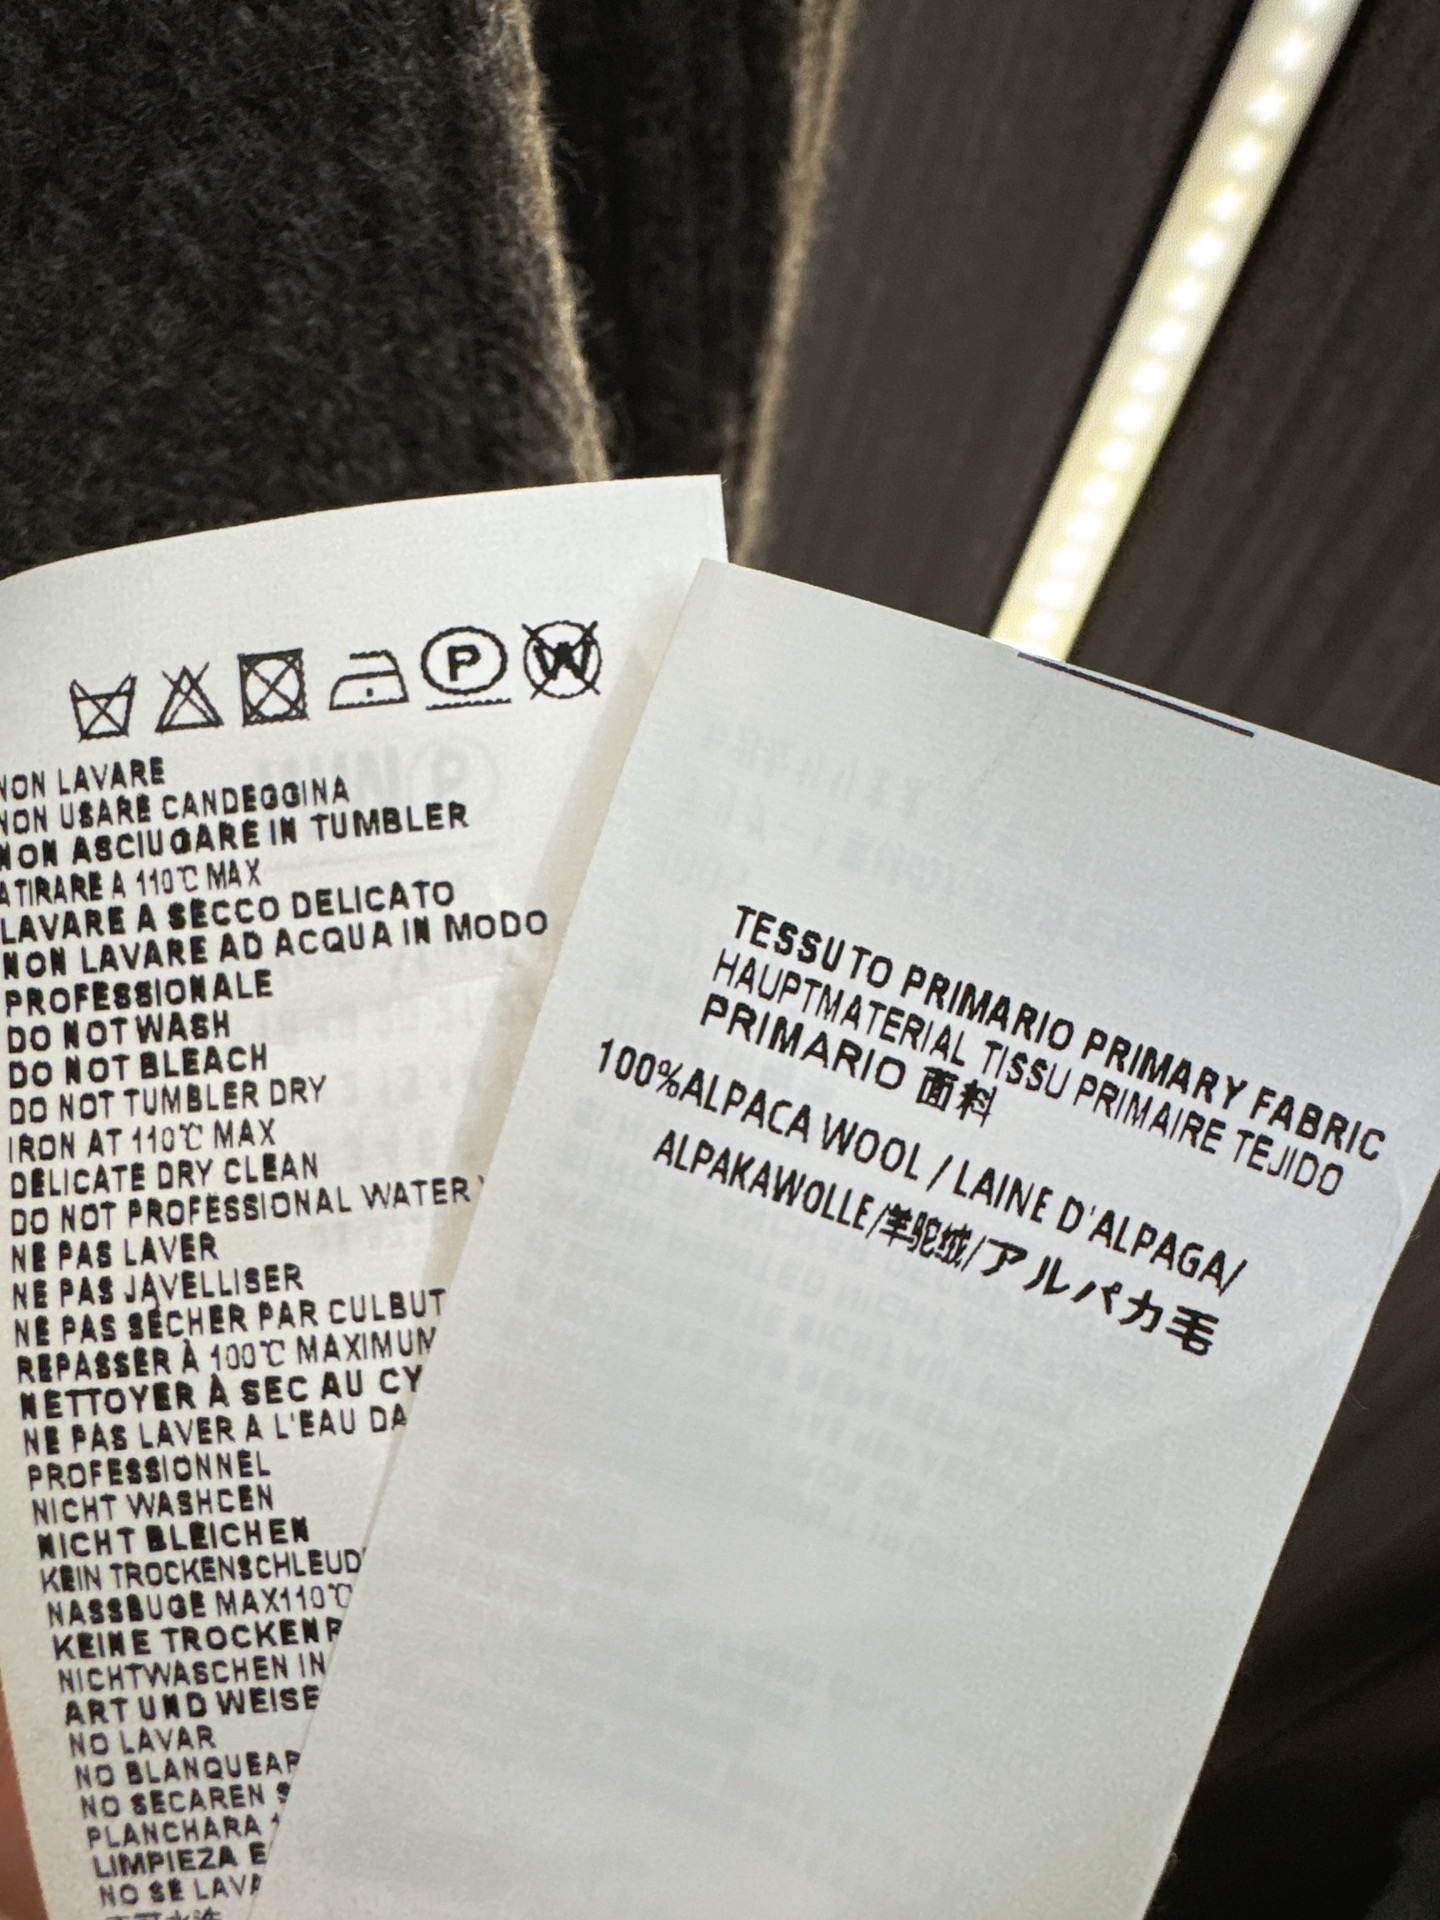 P W
NON LAVARE
NON USARE CANDEGGINA
NON ASCIUGARE IN TUMBLER
ATIRARE A 110℃ MAX
LAVARE A SECCO DELICATO
NON LAVARE AD ACQUA IN MODO
PROFESSIONALE
DO NOT WASH
DO NOT BLEACH
DO NOT TUMBLER DRY
IRON AT 110℃ MAX
DELICATE DRY CLEAN
DO NOT PROFESSIONAL WATER
NE PAS LAVER
NE PAS JAVELLISER
NE PAS SÉCHER PAR CULBUT
REPASSER À 100℃ MAXIMUM
NETTOYER À SEC AU CY
NE PAS LAVER A L'EAU DA
PROFESSIONNEL
NICHT WASHCEN
NICHT BLEICHEN
KEIN TROCKENSCHLEUD
NASSBUGE MAX110℃
KEINE TROCKENR
NICHTWASCHEN IN
ART UND WEISE
NO LAVAR
NO BLANQUEAR
NO SECAREN S
PLANCHARA 1
LIMPIEZA E
NO SE LAVA
TESSUTO PRIMARIO PRIMARY FABRIC
HAUPTMATERIAL TISSU PRIMAIRE TEJIDO
PRIMARIO 面料
100%ALPACA WOOL / LAINE D'ALPAGA/
ALPAKAWOLLE/羊驼绒/アルパカ毛